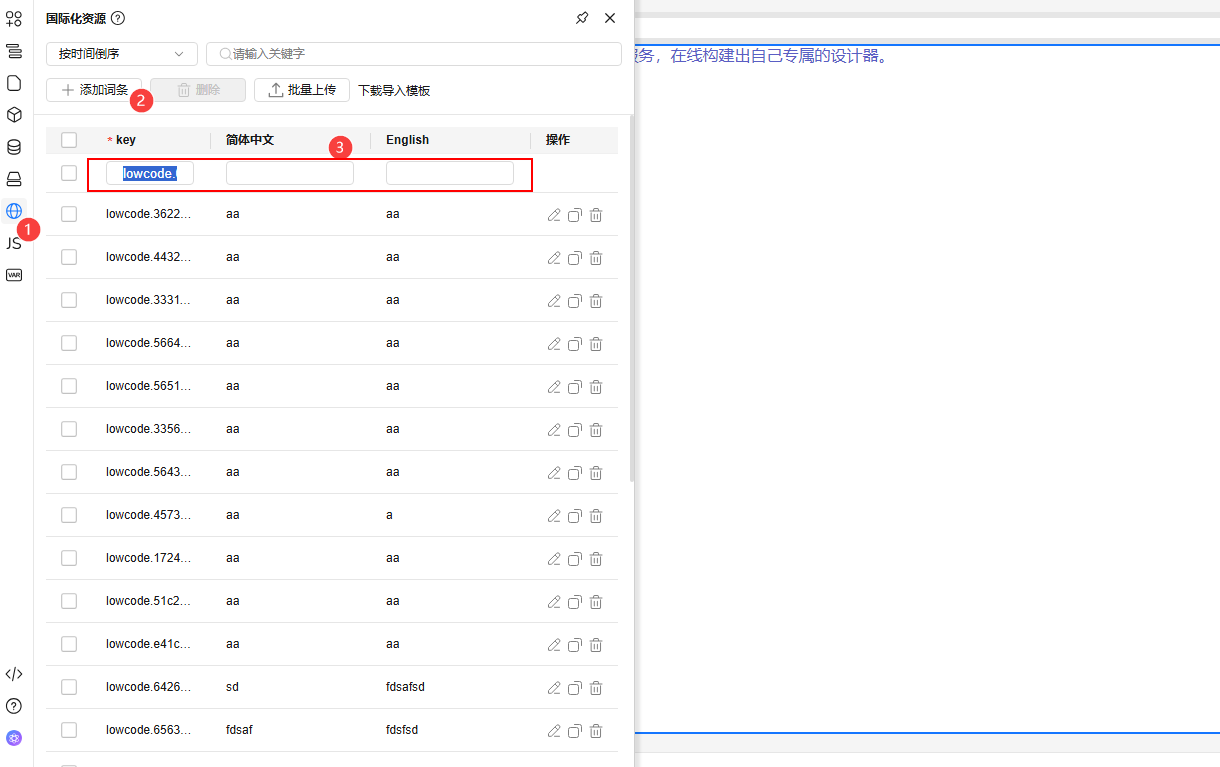 国际化资源
按时间倒序
请输入关键字
添加词条
删除
批量上传
下载导入模板
服务，在线构建出自己专属的设计器。
2
* key 简体中文 English 操作
3
lowcode.
lowcode.3622... aa aa
1
JS
lowcode.4432... aa aa
VAR
lowcode.3331... aa aa
lowcode.5664... aa aa
lowcode.5651... aa aa
lowcode.3356... aa aa
lowcode.5643... aa aa
lowcode.4573... aa a
lowcode.1724... aa aa
lowcode.51c2... aa aa
lowcode.e41c... aa aa
lowcode.6426... sd fdsafsd
lowcode.6563... fdsaf fdsfsd